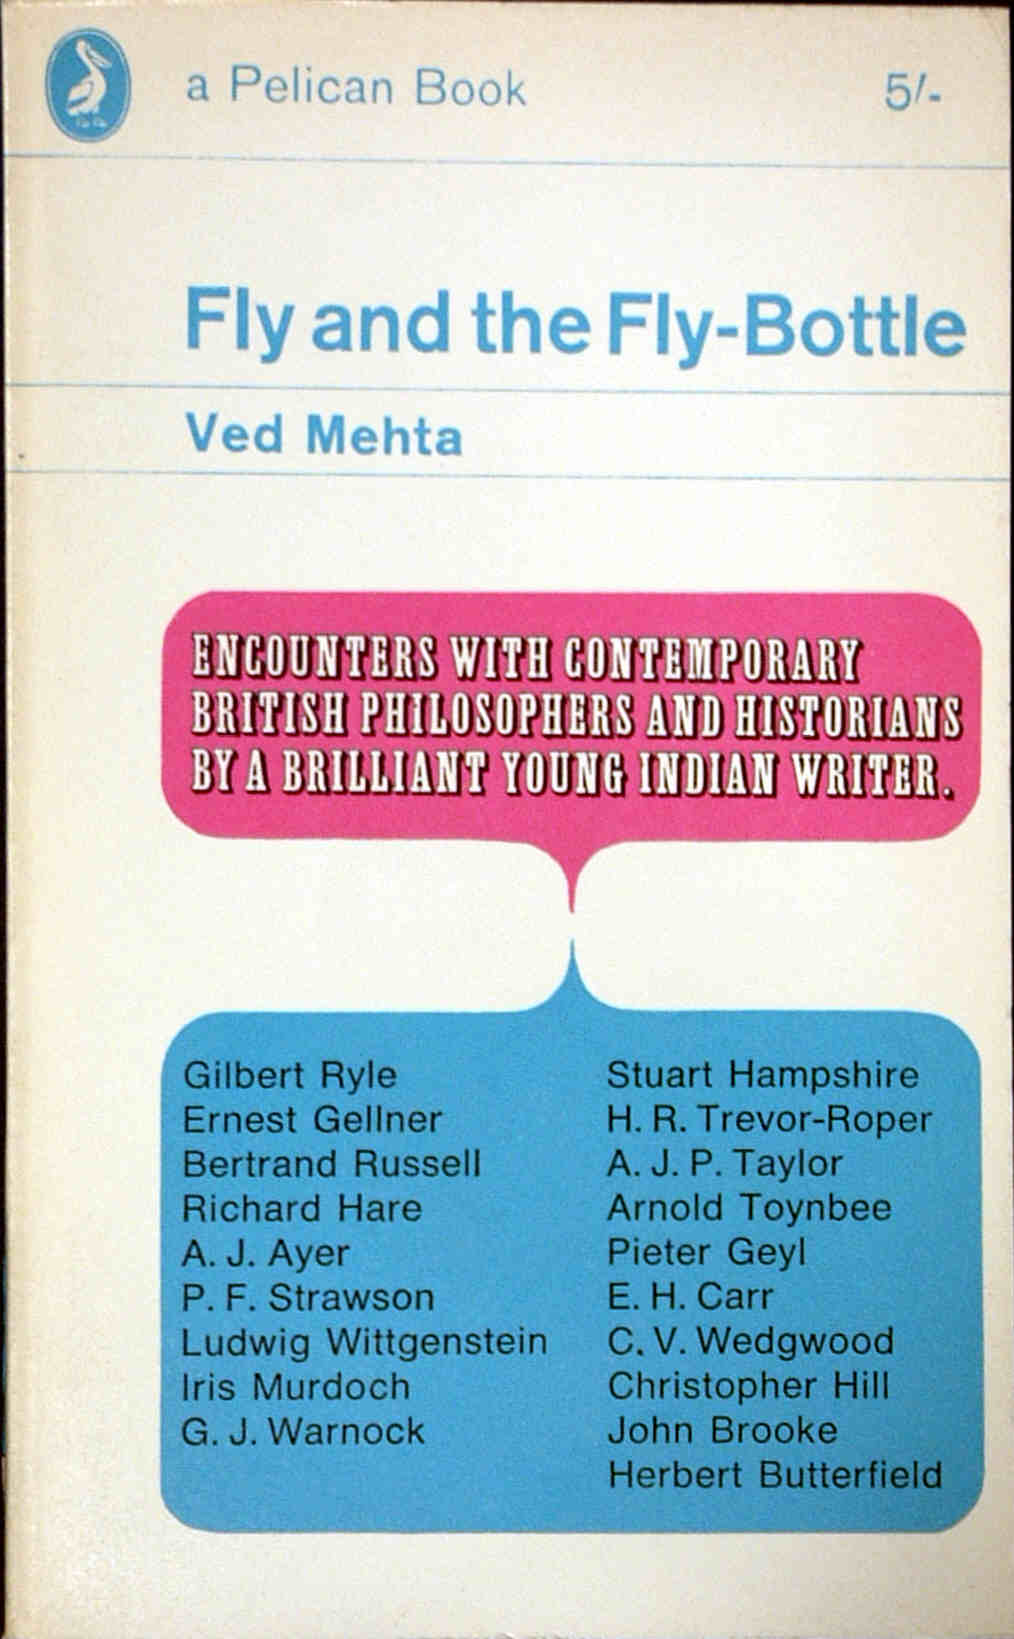 a Pelican Book
5/-
Fly and the Fly-Bottle
Ved Mehta
ENCOUNTERS WITH CONTEMPORARY
BRITISH PHILOSOPHERS AND HISTORIANS
BY A BRILLIANT YOUNG INDIAN WRITER.
Gilbert Ryle
Ernest Gellner
Bertrand Russell
Richard Hare
A. J. Ayer
P. F. Strawson
Ludwig Wittgenstein
Iris Murdoch
G. J. Warnock
Stuart Hampshire
H. R. Trevor-Roper
A. J. P. Taylor
Arnold Toynbee
Pieter Geyl
E. H. Carr
C. V. Wedgwood
Christopher Hill
John Brooke
Herbert Butterfield